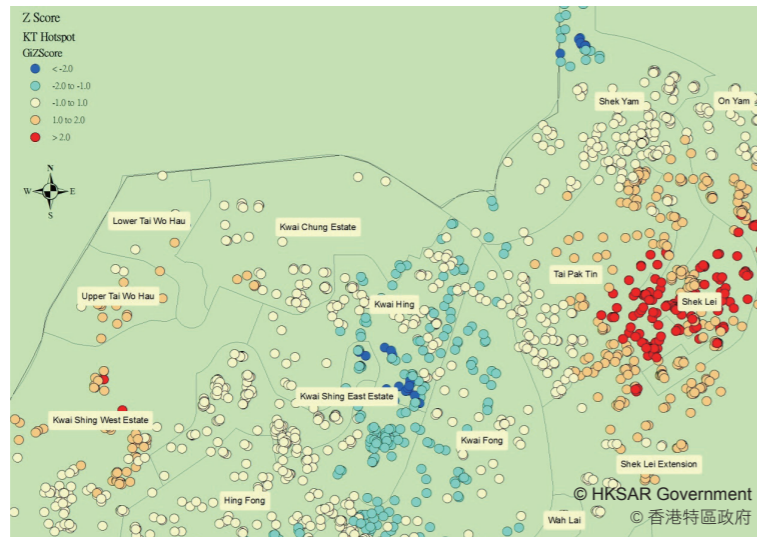 Z Score
KT Hotspot
GiZScore
< -2.0
-2.0 to -1.0
-1.0 to 1.0
1.0 to 2.0
> 2.0
N
W E
S
Shek Yam
On Yam
Lower Tai Wo Hau
Kwai Chung Estate
Tai Pak Tin
Upper Tai Wo Hau
Kwai Hing
Shek Lei
Kwai Shing East Estate
Kwai Shing West Estate
Kwai Fong
Shek Lei Extension
Hing Fong
Wah Lai
© HKSAR Government
© 香港特區政府